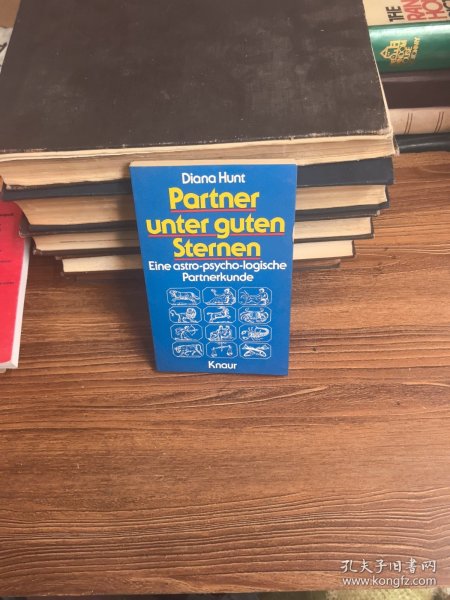 Diana Hunt
Partner
unter guten
Sternen
Eine astro-psycho-logische
Partnerkunde
Knaur
THE
孔夫子旧书网
www.kongfz.com